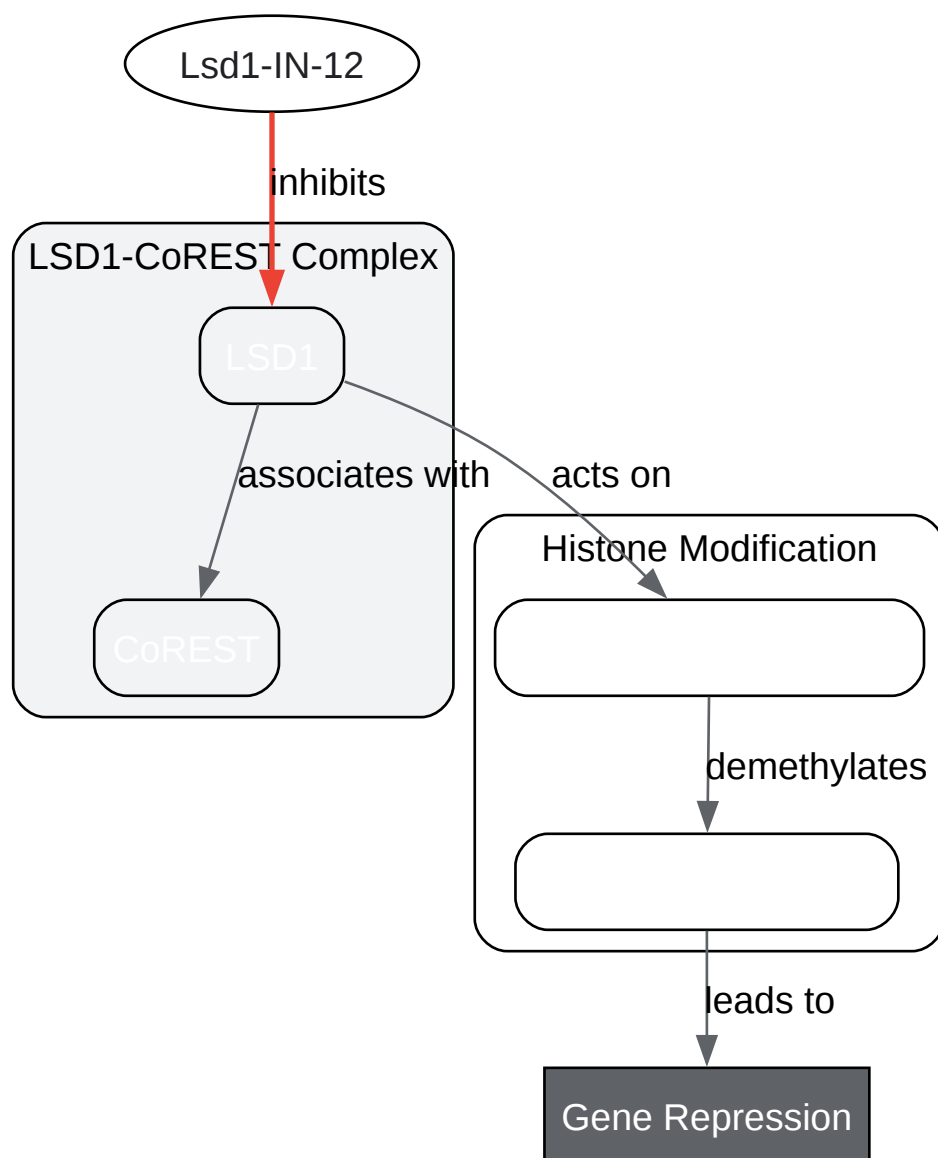 Lsd1-IN-12
inhibits
LSD1-CoREST Complex
LSD1
associates with
acts on
Histone Modification
CoREST
demethylates
leads to
Gene Repression